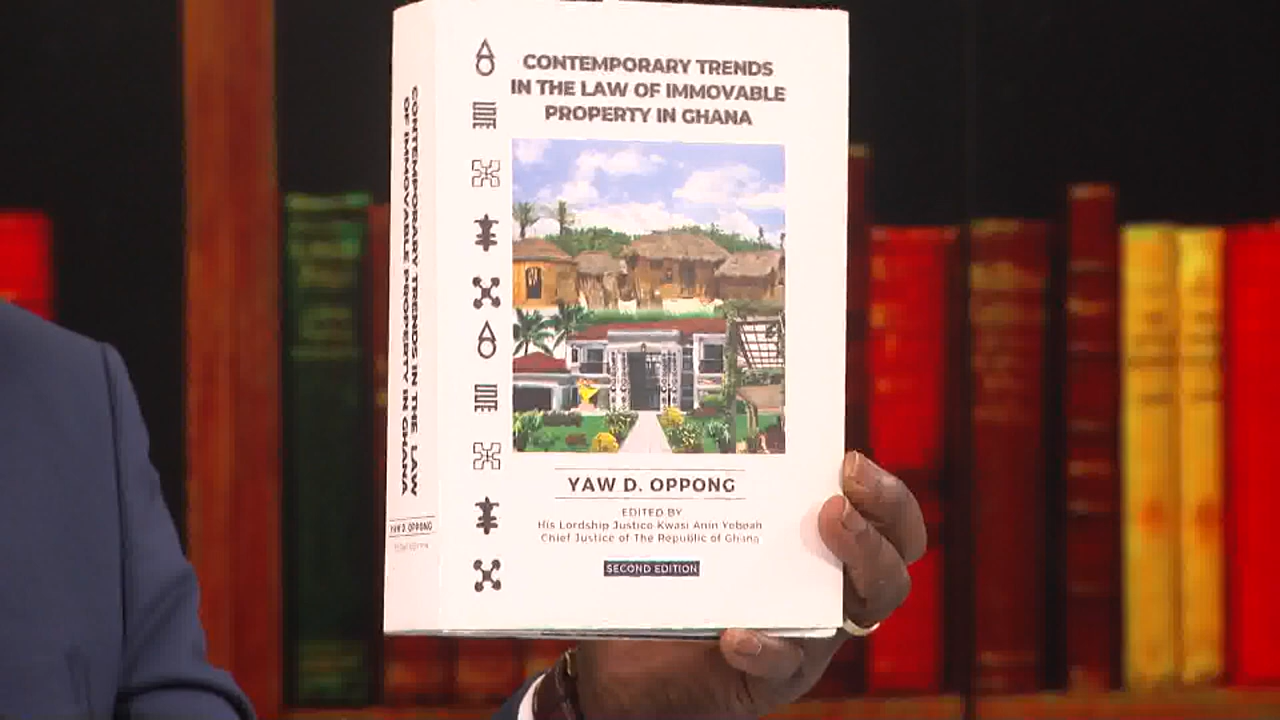 CONTEMPORARY TRENDS
IN THE LAW OF IMMOVABLE
PROPERTY IN GHANA
YAW D. OPPONG
EDITED BY
His Lordship Justice Kwasi Anin Yeboah
Chief Justice of The Republic of Ghana
SECOND EDITION
CONTEMPORARY TRENDS IN THE LAW
OF IMMOVABLE PROPERTY IN GHANA
YAW D. OPPONG